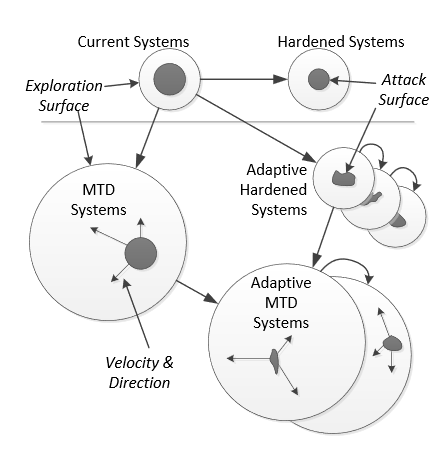 Current Systems
Hardened Systems
Exploration
Surface
Attack
Surface
MTD
Systems
Adaptive
Hardened
Systems
Adaptive
MTD
Systems
Velocity &
Direction